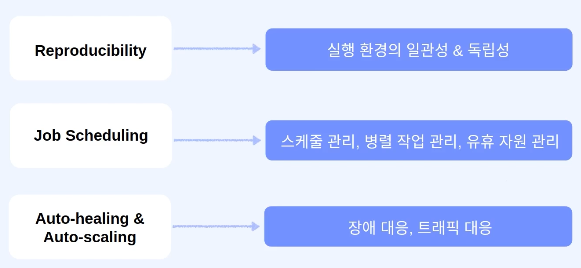 Reproducibility
실행 환경의 일관성 & 독립성
Job Scheduling
스케줄 관리, 병렬 작업 관리, 유휴 자원 관리
Auto-healing &
Auto-scaling
장애 대응, 트래픽 대응